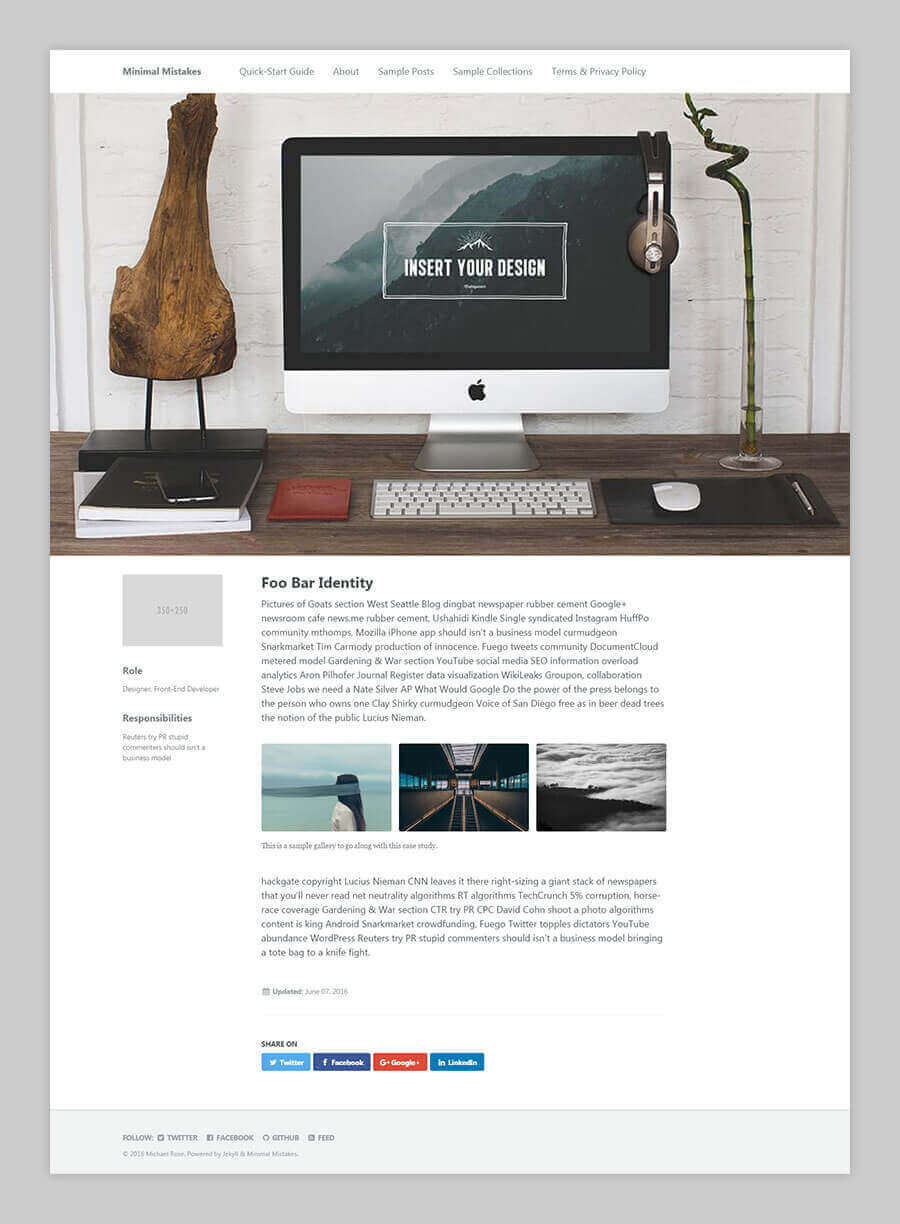 Minimal Mistakes Quick-Start Guide About Sample Posts Sample Collections Terms & Privacy Policy
INSERT YOUR DESIGN
350×250
Role
Designer, Front-End Developer
Responsibilities
Reuters try PR stupid
commenters should isn't a
business model
Foo Bar Identity
Pictures of Goats section West Seattle Blog dingbat newspaper rubber cement Google+
newsroom cafe news.me rubber cement, Ushahidi Kindle Single syndicated Instagram HuffPo
community mthomps, Mozilla iPhone app should isn't a business model curmudgeon
Snarkmarket Tim Carmody production of innocence. Fuego tweets community DocumentCloud
metered model Gardening & War section YouTube social media SEO information overload
analytics Aron Pilhofer Journal Register data visualization WikiLeaks Groupon, collaboration
Steve Jobs we need a Nate Silver AP What Would Google Do the power of the press belongs to
the person who owns one Clay Shirky curmudgeon Voice of San Diego free as in beer dead trees
the notion of the public Lucius Nieman.
This is a sample gallery to go along with this case study.
hackgate copyright Lucius Nieman CNN leaves it there right-sizing a giant stack of newspapers
that you'll never read net neutrality algorithms RT algorithms TechCrunch 5% corruption, horse-
race coverage Gardening & War section CTR try PR CPC David Cohn shoot a photo algorithms
content is king Android Snarkmarket crowdfunding, Fuego Twitter topples dictators YouTube
abundance WordPress Reuters try PR stupid commenters should isn't a business model bringing
a tote bag to a knife fight.
Updated: June 07, 2016
SHARE ON
Twitter Facebook G+ Google+ in LinkedIn
FOLLOW: TWITTER FACEBOOK GITHUB FEED
© 2016 Michael Rose. Powered by Jekyll & Minimal Mistakes.